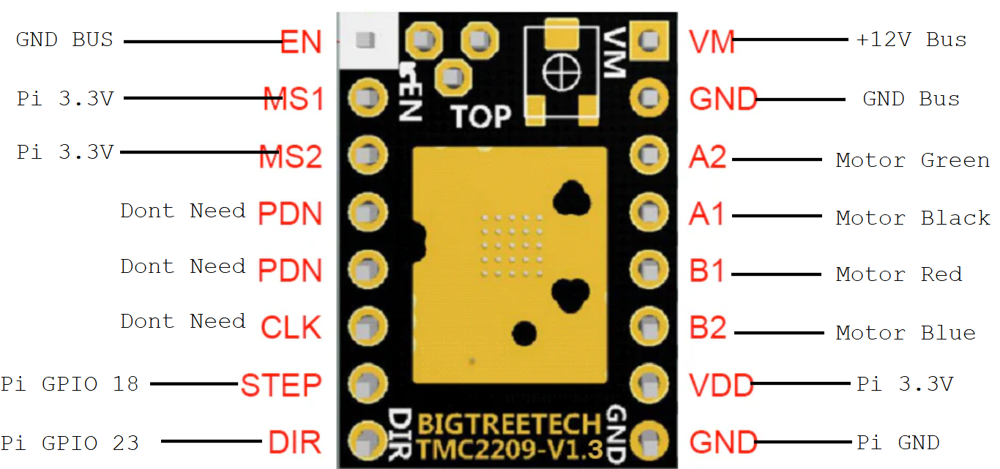 GND BUS EN VM +12V Bus
Pi 3.3V MS1 GND GND Bus
EN
VM
TOP
Pi 3.3V MS2 A2 Motor Green
Dont Need PDN A1 Motor Black
Dont Need PDN B1 Motor Red
Dont Need CLK B2 Motor Blue
Pi GPIO 18 STEP VDD Pi 3.3V
Pi GPIO 23 DIR GND Pi GND
DIR
BIGTREETECH
TMC2209-V1.3
GND